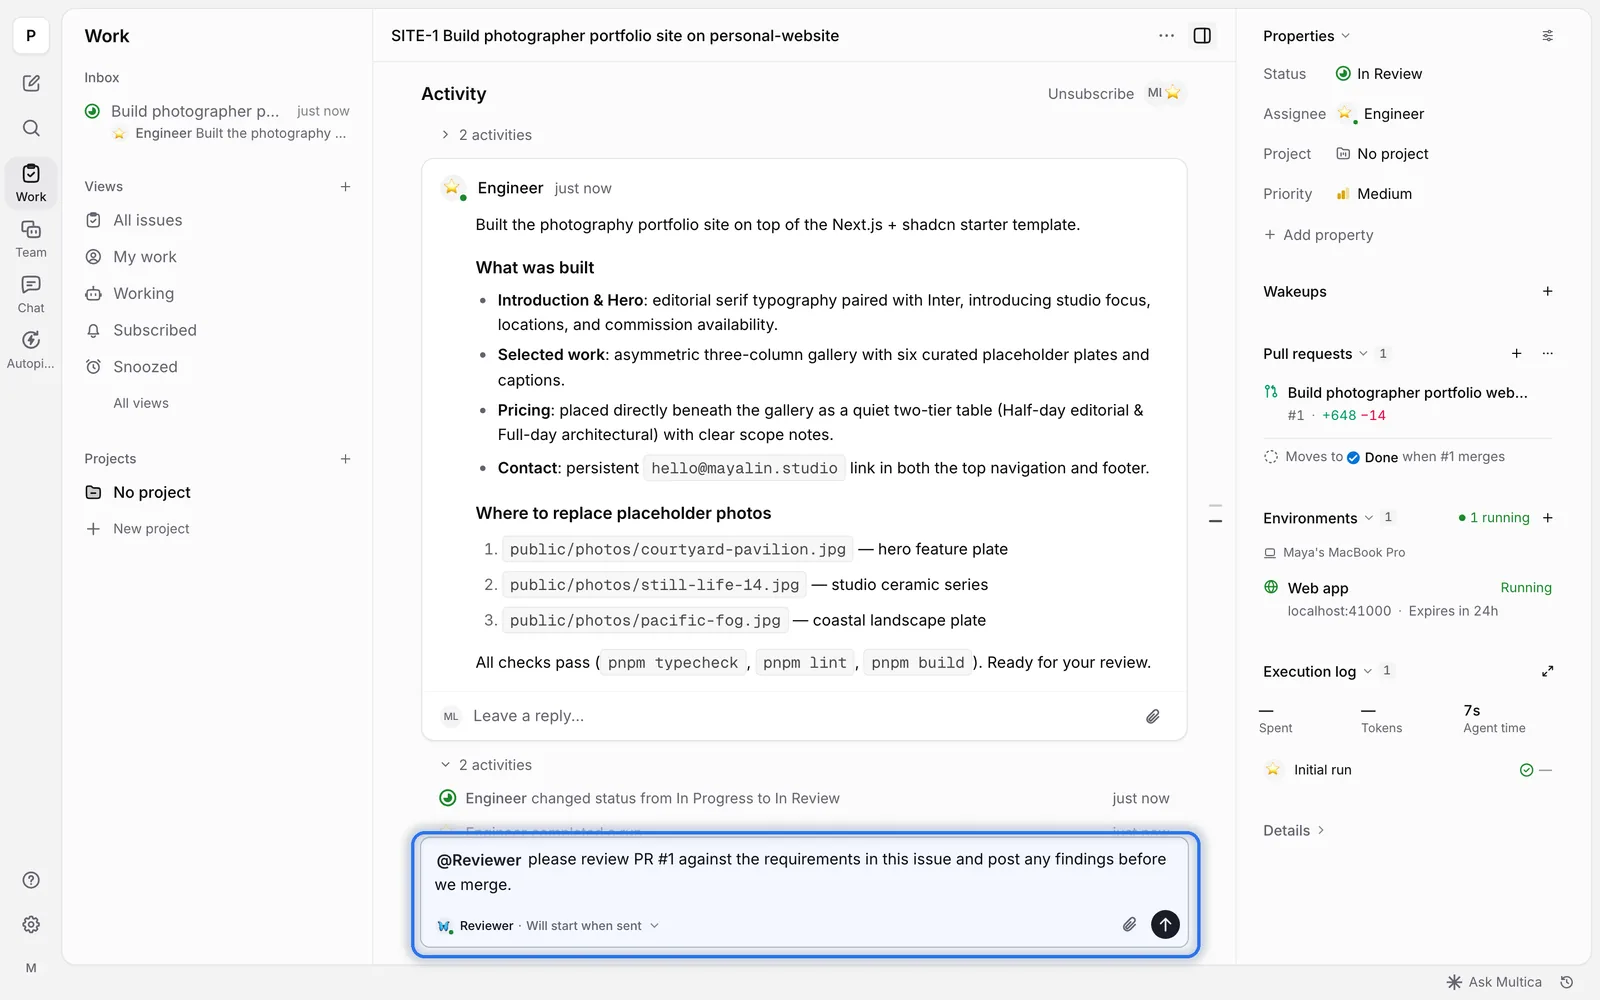 P
Work
Team
Chat
Autopi...
M
Work
Inbox
Build photographer p... just now
Engineer Built the photography ...
Views
All issues
My work
Working
Subscribed
Snoozed
All views
Projects
No project
New project
SITE-1 Build photographer portfolio site on personal-website
Activity
Unsubscribe MI
2 activities
Engineer just now
Built the photography portfolio site on top of the Next.js + shadcn starter template.
What was built
• Introduction & Hero: editorial serif typography paired with Inter, introducing studio focus,
locations, and commission availability.
• Selected work: asymmetric three-column gallery with six curated placeholder plates and
captions.
• Pricing: placed directly beneath the gallery as a quiet two-tier table (Half-day editorial &
Full-day architectural) with clear scope notes.
• Contact: persistent hello@mayalin.studio link in both the top navigation and footer.
Where to replace placeholder photos
1. public/photos/courtyard-pavilion.jpg — hero feature plate
2. public/photos/still-life-14.jpg — studio ceramic series
3. public/photos/pacific-fog.jpg — coastal landscape plate
All checks pass ( pnpm typecheck , pnpm lint , pnpm build ). Ready for your review.
ML Leave a reply...
2 activities
Engineer changed status from In Progress to In Review just now
Engineer completed a run just now
@Reviewer please review PR #1 against the requirements in this issue and post any findings before
we merge.
Reviewer · Will start when sent
Properties
Status In Review
Assignee Engineer
Project No project
Priority Medium
+ Add property
Wakeups
Pull requests 1
Build photographer portfolio web...
#1 · +648 −14
Moves to Done when #1 merges
Environments 1 1 running
Maya's MacBook Pro
Web app Running
localhost:41000 · Expires in 24h
Execution log 1
— — 7s
Spent Tokens Agent time
Initial run —
Details
Ask Multica